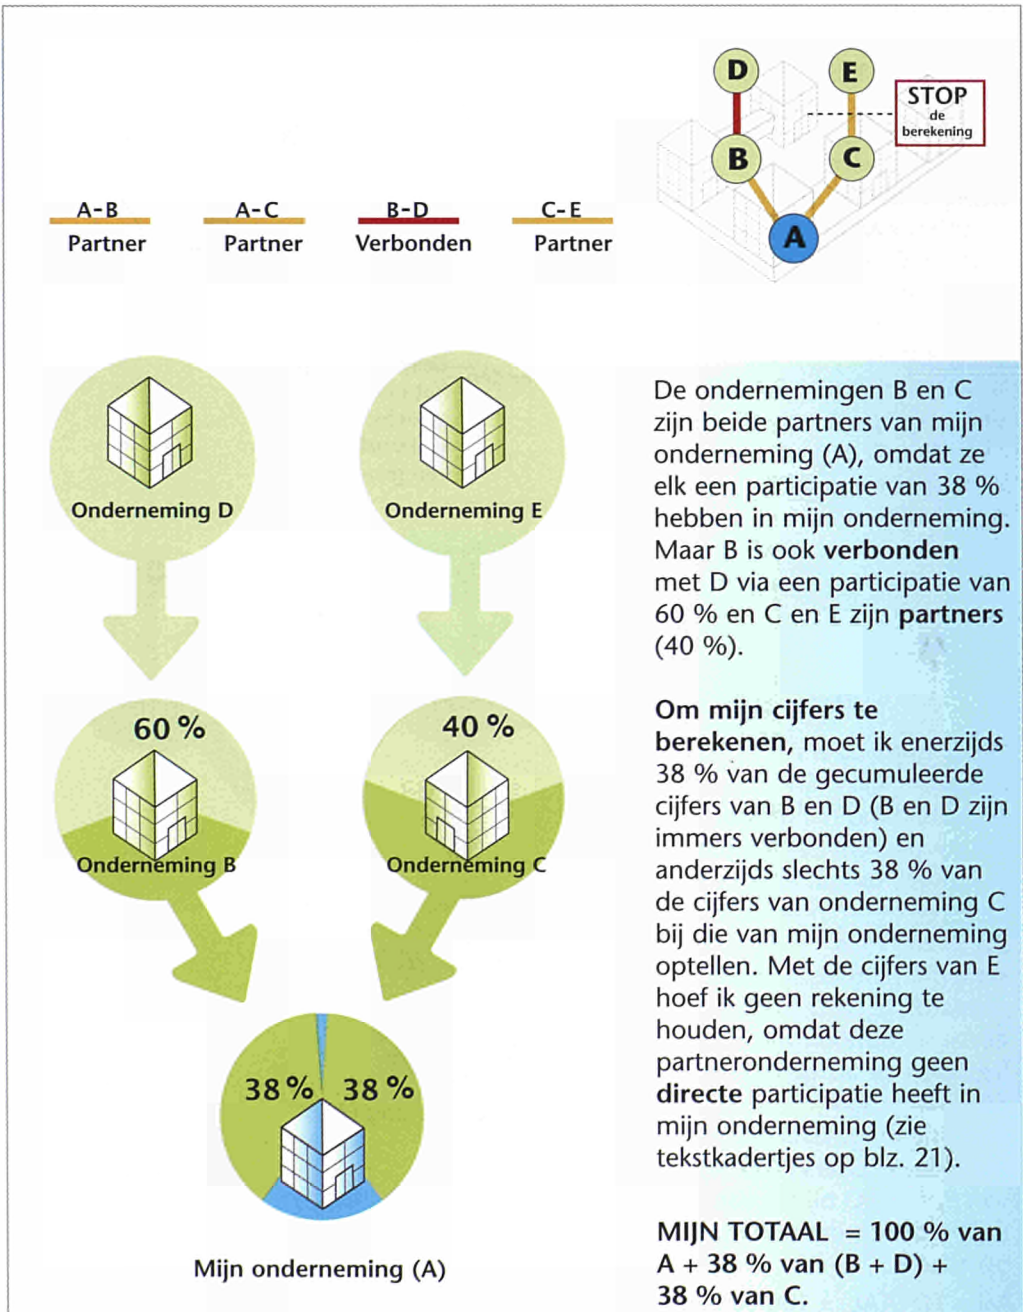 D E
STOP
de
berekening
B C
A
A-B A-C B-D C-E
Partner Partner Verbonden Partner
Onderneming D Onderneming E
60 % 40 %
Onderneming B Onderneming C
38 % 38 %
Mijn onderneming (A)
De ondernemingen B en C
zijn beide partners van mijn
onderneming (A), omdat ze
elk een participatie van 38 %
hebben in mijn onderneming.
Maar B is ook verbonden
met D via een participatie van
60 % en C en E zijn partners
(40 %).
Om mijn cijfers te
berekenen, moet ik enerzijds
38 % van de gecumuleerde
cijfers van B en D (B en D zijn
immers verbonden) en
anderzijds slechts 38 % van
de cijfers van onderneming C
bij die van mijn onderneming
optellen. Met de cijfers van E
hoef ik geen rekening te
houden, omdat deze
partneronderneming geen
directe participatie heeft in
mijn onderneming (zie
tekstkadertjes op blz. 21).
MIJN TOTAAL = 100 % van
A + 38 % van (B + D) +
38 % van C.